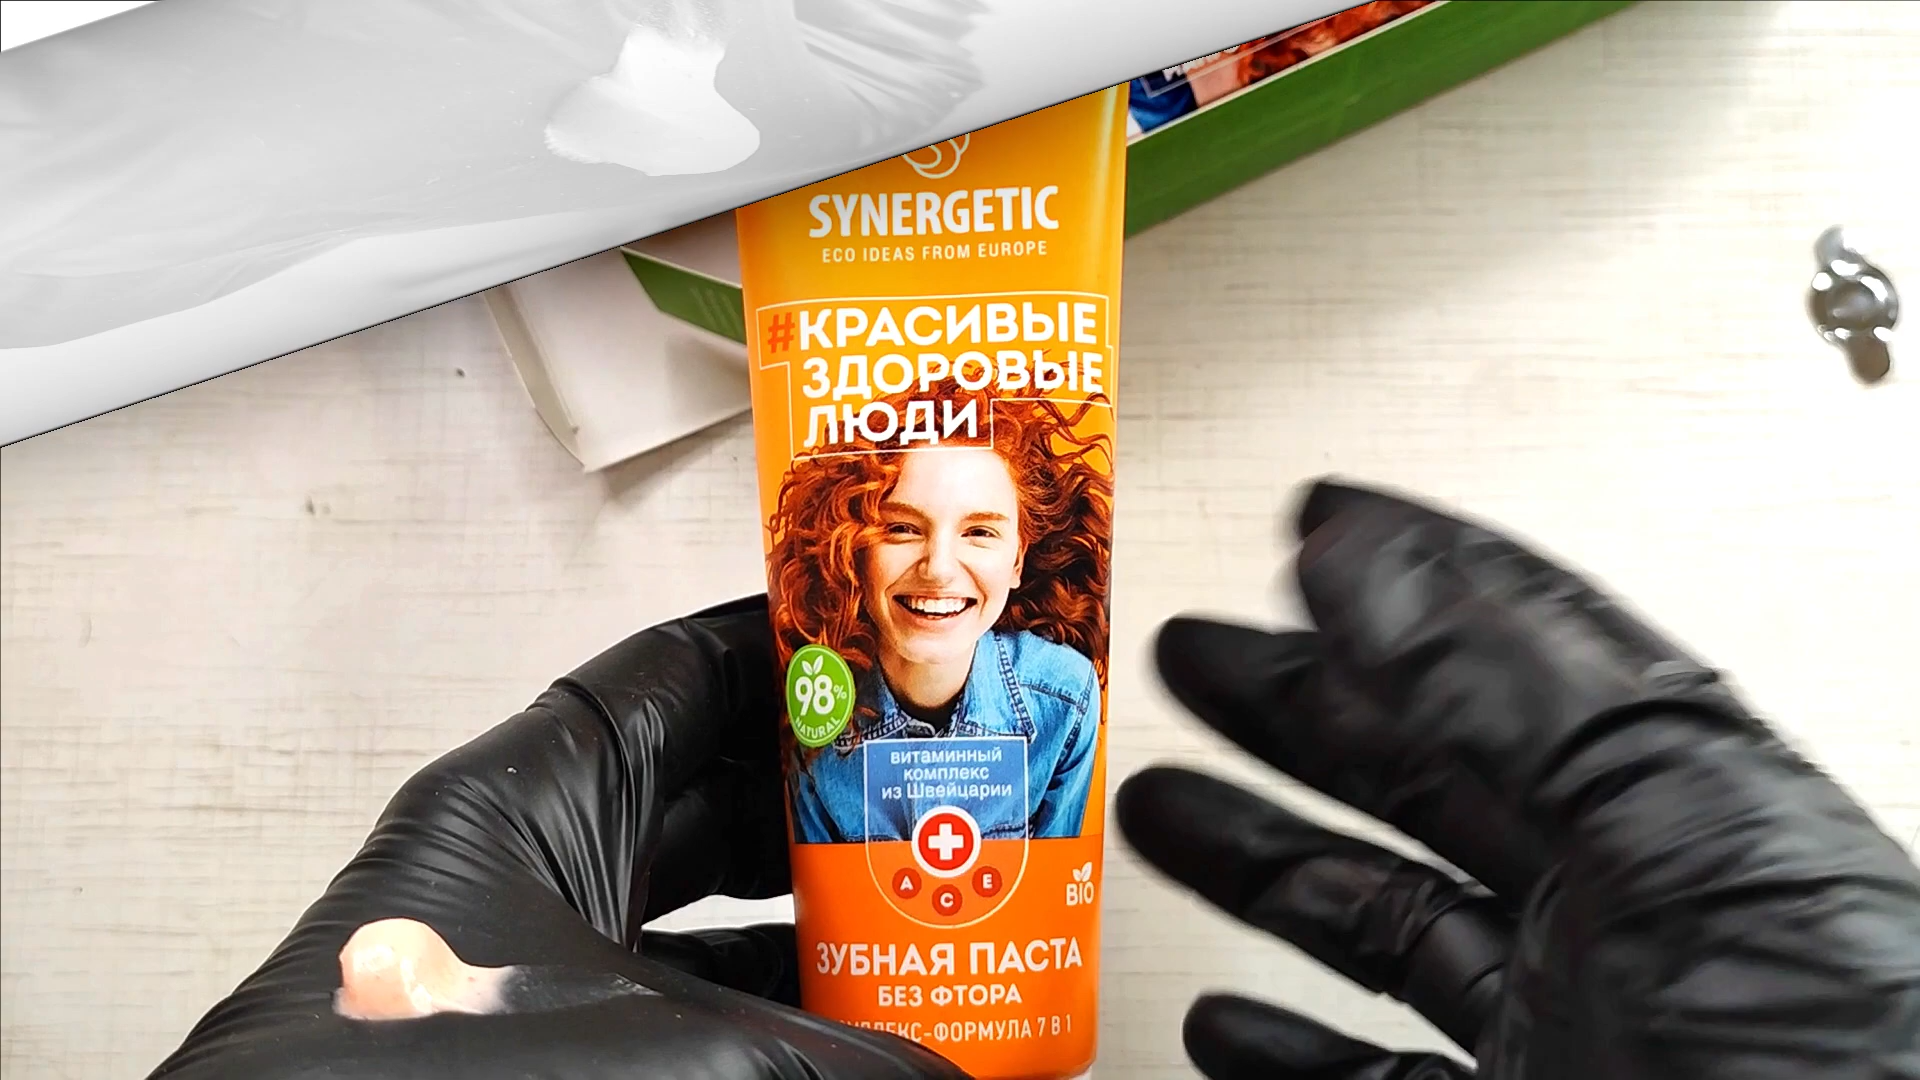 SYNERGETIC
ECO IDEAS FROM EUROPE
#КРАСИВЫЕ
ЗДОРОВЫЕ
ЛЮДИ
98%
NATURAL
витаминный
комплекс
из Швейцарии
A C E
BIO
ЗУБНАЯ ПАСТА
БЕЗ ФТОРА
КОМПЛЕКС-ФОРМУЛА 7 В 1